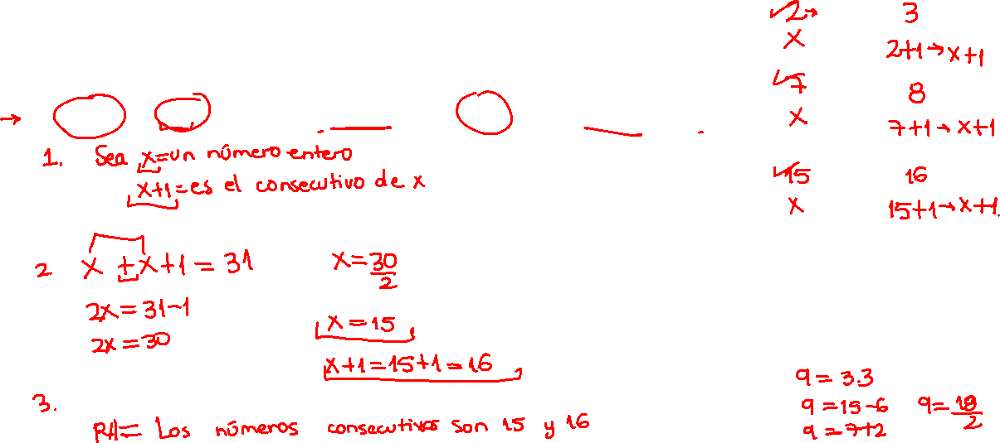 2→ 3
x 2+1→x+1
7 8
x 7+1→x+1
15 16
x 15+1→x+1.
1. Sea x=un número entero
x+1=es el consecutivo de x
2 x+x+1=31
2x=31-1
2x=30
x=30/2
x=15
x+1=15+1=16
3.
RA= Los números consecutivos son 15 y 16
9=3.3
9=15-6 9=18/2
9=7+2